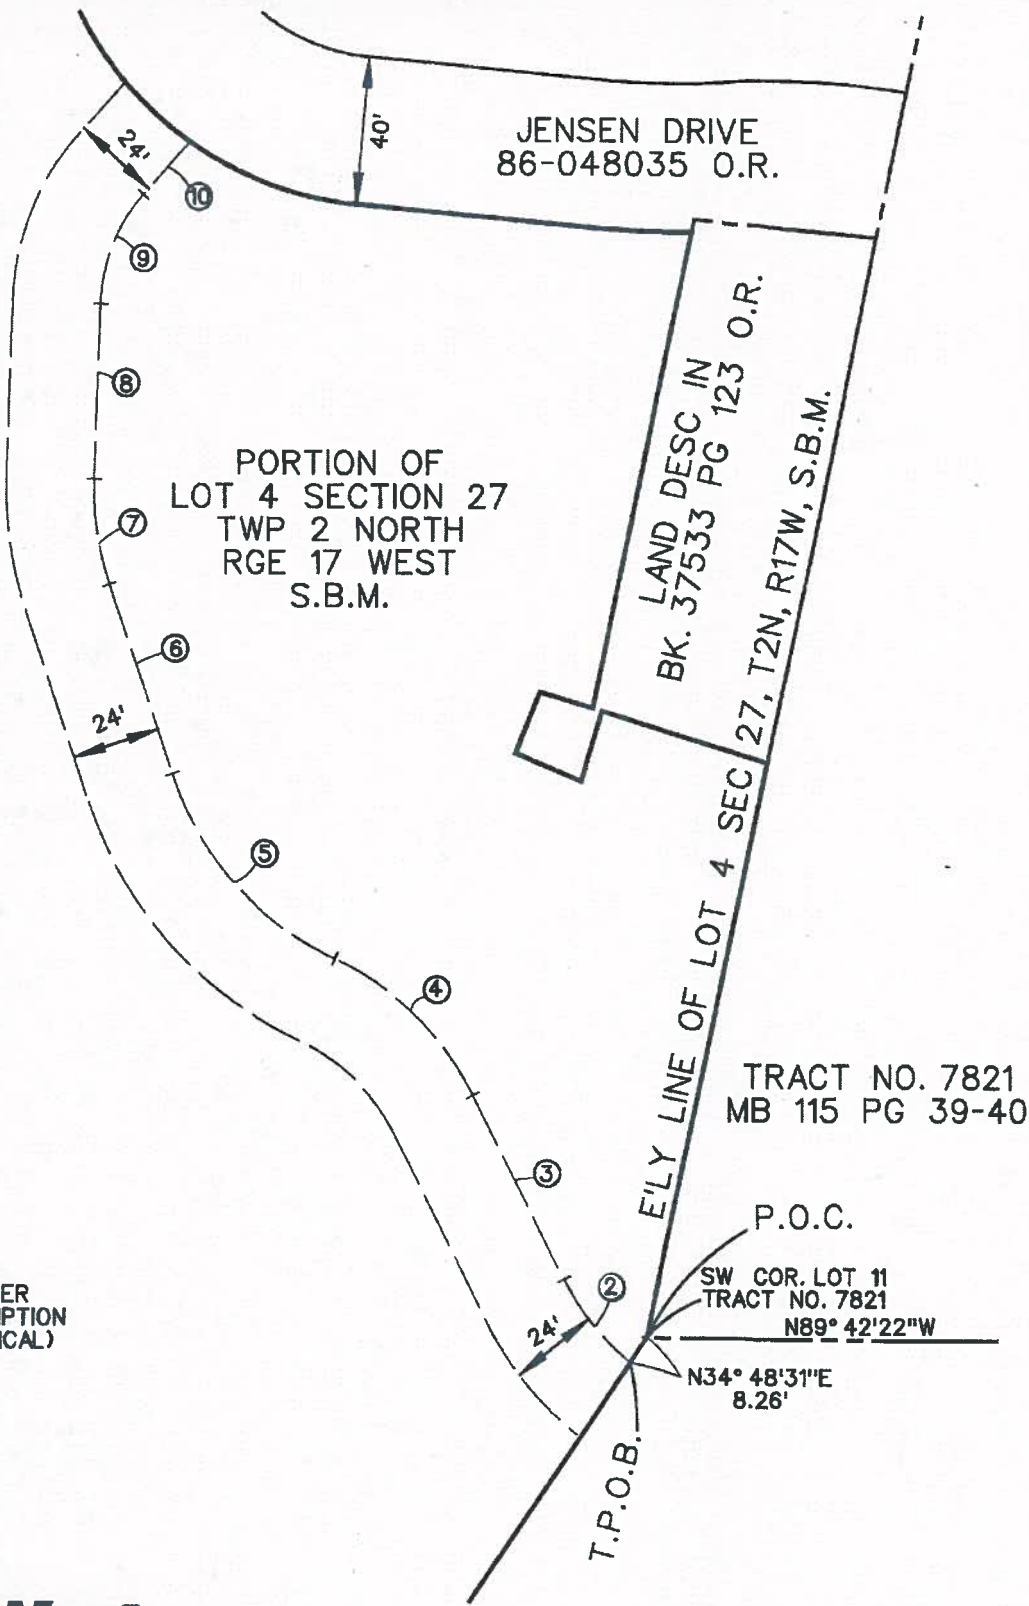 JENSEN DRIVE
86-048035 O.R.
40'
24'
10
9
8
7
6
24'
5
4
3
2
24'
PORTION OF
LOT 4 SECTION 27
TWP 2 NORTH
RGE 17 WEST
S.B.M.
LAND DESC IN
BK. 37533 PG 123 O.R.
E'LY LINE OF LOT 4 SEC 27, T2N, R17W, S.B.M.
TRACT NO. 7821
MB 115 PG 39-40
P.O.C.
SW COR. LOT 11
TRACT NO. 7821
N89° 42'22"W
N34° 48'31"E
8.26'
T.P.O.B.
ER
PTION
ICAL)